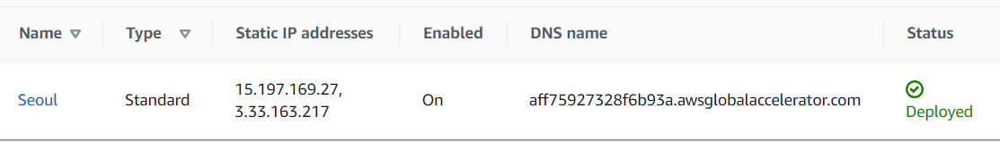 Name Type Static IP addresses Enabled DNS name Status
Seoul Standard 15.197.169.27, 3.33.163.217 On aff75927328f6b93a.awsglobalaccelerator.com Deployed